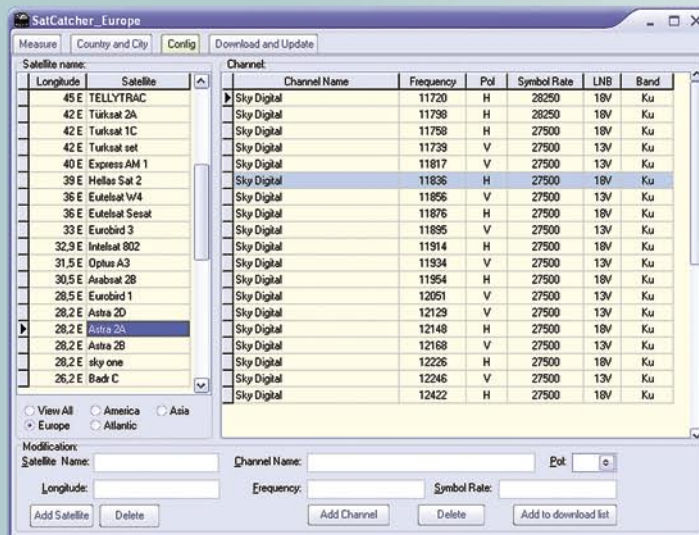 SatCatcher_Europe
Measure Country and City Config Download and Update
Satellite name:
Longitude Satellite
45 E TELLYTRAC
42 E Türksat 2A
42 E Turksat 1C
42 E Turksat set
40 E Express AM 1
39 E Hellas Sat 2
36 E Eutelsat W4
36 E Eutelsat Sesat
33 E Eurobird 3
32,9 E Intelsat 802
31,5 E Optus A3
30,5 E Arabsat 2B
28,5 E Eurobird 1
28,2 E Astra 2D
28,2 E Astra 2A
28,2 E Astra 2B
28,2 E sky one
26,2 E Badr C
View All America Asia
Europe Atlantic
Channel:
Channel Name Frequency Pol Symbol Rate LNB Band
Sky Digital 11720 H 28250 18V Ku
Sky Digital 11798 H 28250 18V Ku
Sky Digital 11758 H 27500 18V Ku
Sky Digital 11739 V 27500 13V Ku
Sky Digital 11817 V 27500 13V Ku
Sky Digital 11836 H 27500 18V Ku
Sky Digital 11856 V 27500 13V Ku
Sky Digital 11876 H 27500 18V Ku
Sky Digital 11895 V 27500 13V Ku
Sky Digital 11914 H 27500 18V Ku
Sky Digital 11934 V 27500 13V Ku
Sky Digital 11954 H 27500 18V Ku
Sky Digital 12051 V 27500 13V Ku
Sky Digital 12129 V 27500 13V Ku
Sky Digital 12148 H 27500 18V Ku
Sky Digital 12168 V 27500 13V Ku
Sky Digital 12226 H 27500 18V Ku
Sky Digital 12246 V 27500 13V Ku
Sky Digital 12422 H 27500 18V Ku
Modification:
Satellite Name: Channel Name: Pol:
Longitude: Frequency: Symbol Rate:
Add Satellite Delete Add Channel Delete Add to download list